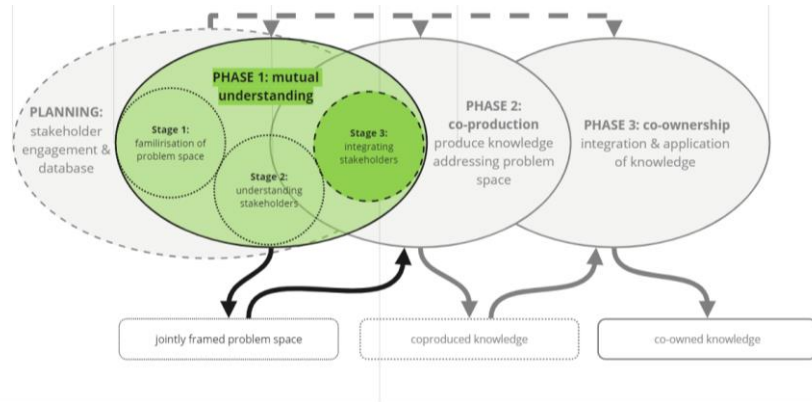 PLANNING:
stakeholder
engagement &
database
PHASE 1: mutual
understanding
Stage 1:
familirisation of
problem space
Stage 2:
understanding
stakeholders
Stage 3:
integrating
stakeholders
PHASE 2:
co-production
produce knowledge
addressing problem
space
PHASE 3: co-ownership
integration & application
of knowledge
jointly framed problem space
coproduced knowledge
co-owned knowledge